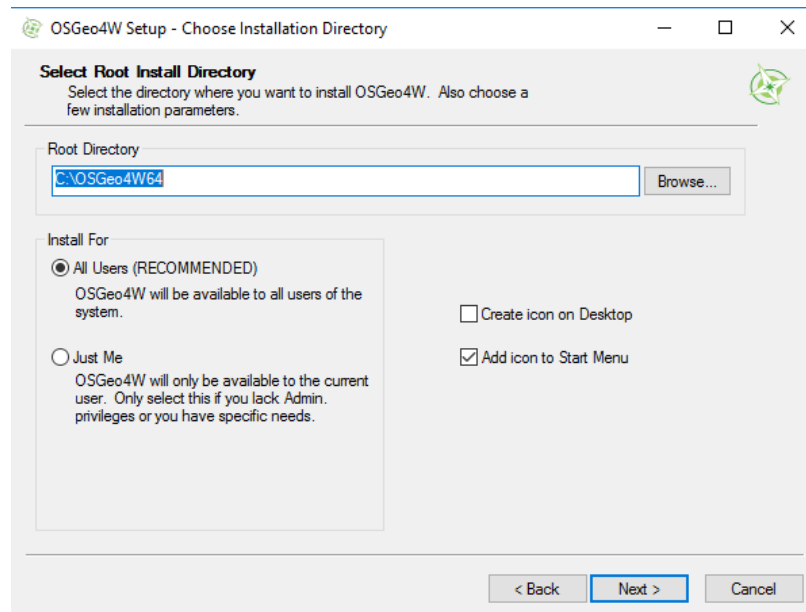 OSGeo4W Setup - Choose Installation Directory
Select Root Install Directory
Select the directory where you want to install OSGeo4W. Also choose a
few installation parameters.
Root Directory
C:\OSGeo4W64
Browse...
Install For
All Users (RECOMMENDED)
OSGeo4W will be available to all users of the
system.
Just Me
OSGeo4W will only be available to the current
user. Only select this if you lack Admin.
privileges or you have specific needs.
Create icon on Desktop
Add icon to Start Menu
< Back
Next >
Cancel